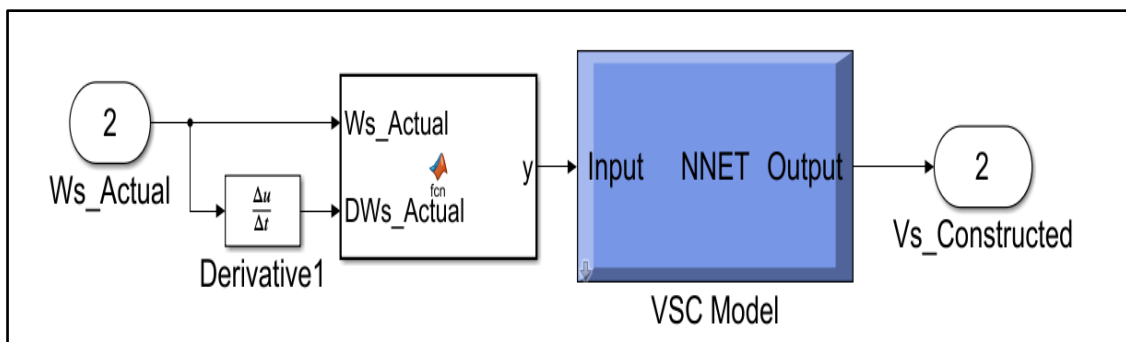 2
Ws_Actual
Δu
Δt
Derivative1
Ws_Actual
DWs_Actual
fcn
y
Input
NNET
Output
VSC Model
2
Vs_Constructed